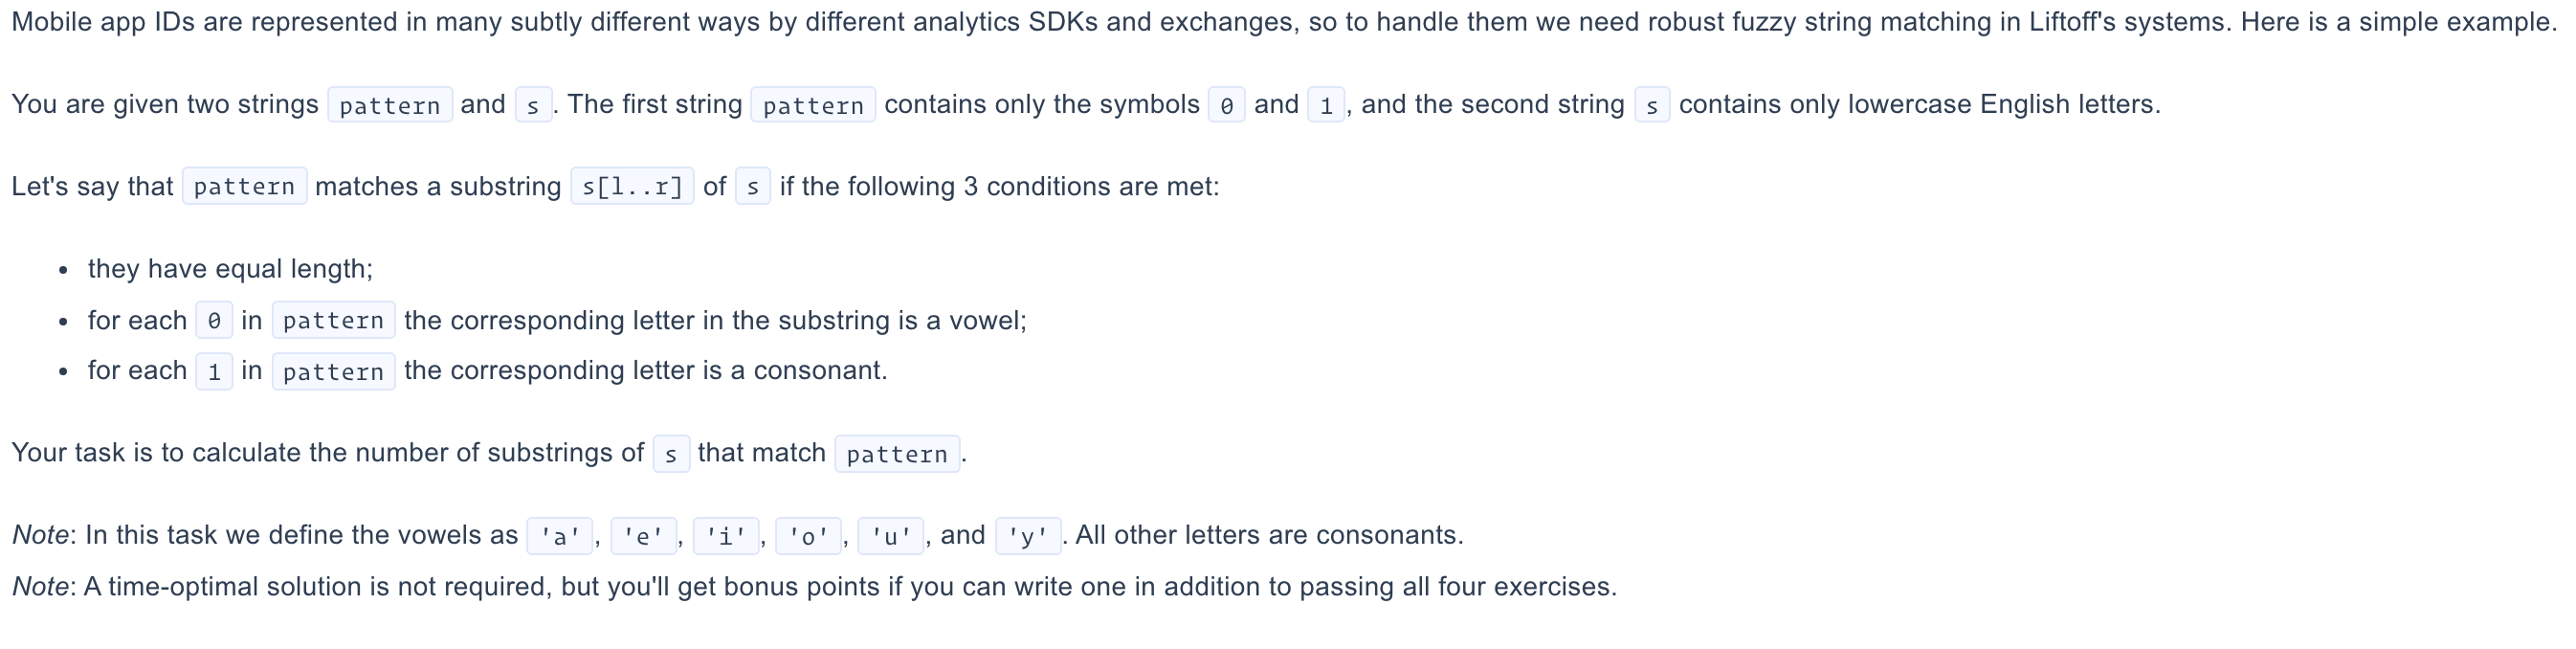 Mobile app IDs are represented in many subtly different ways by different analytics SDKs and exchanges, so to handle them we need robust fuzzy string matching in Liftoff's systems. Here is a simple example.
You are given two strings pattern and s. The first string pattern contains only the symbols 0 and 1, and the second string s contains only lowercase English letters.
Let's say that pattern matches a substring s[l..r] of s if the following 3 conditions are met:
• they have equal length;
• for each 0 in pattern the corresponding letter in the substring is a vowel;
• for each 1 in pattern the corresponding letter is a consonant.
Your task is to calculate the number of substrings of s that match pattern.
Note: In this task we define the vowels as 'a', 'e', 'i', 'o', 'u', and 'y'. All other letters are consonants.
Note: A time-optimal solution is not required, but you'll get bonus points if you can write one in addition to passing all four exercises.